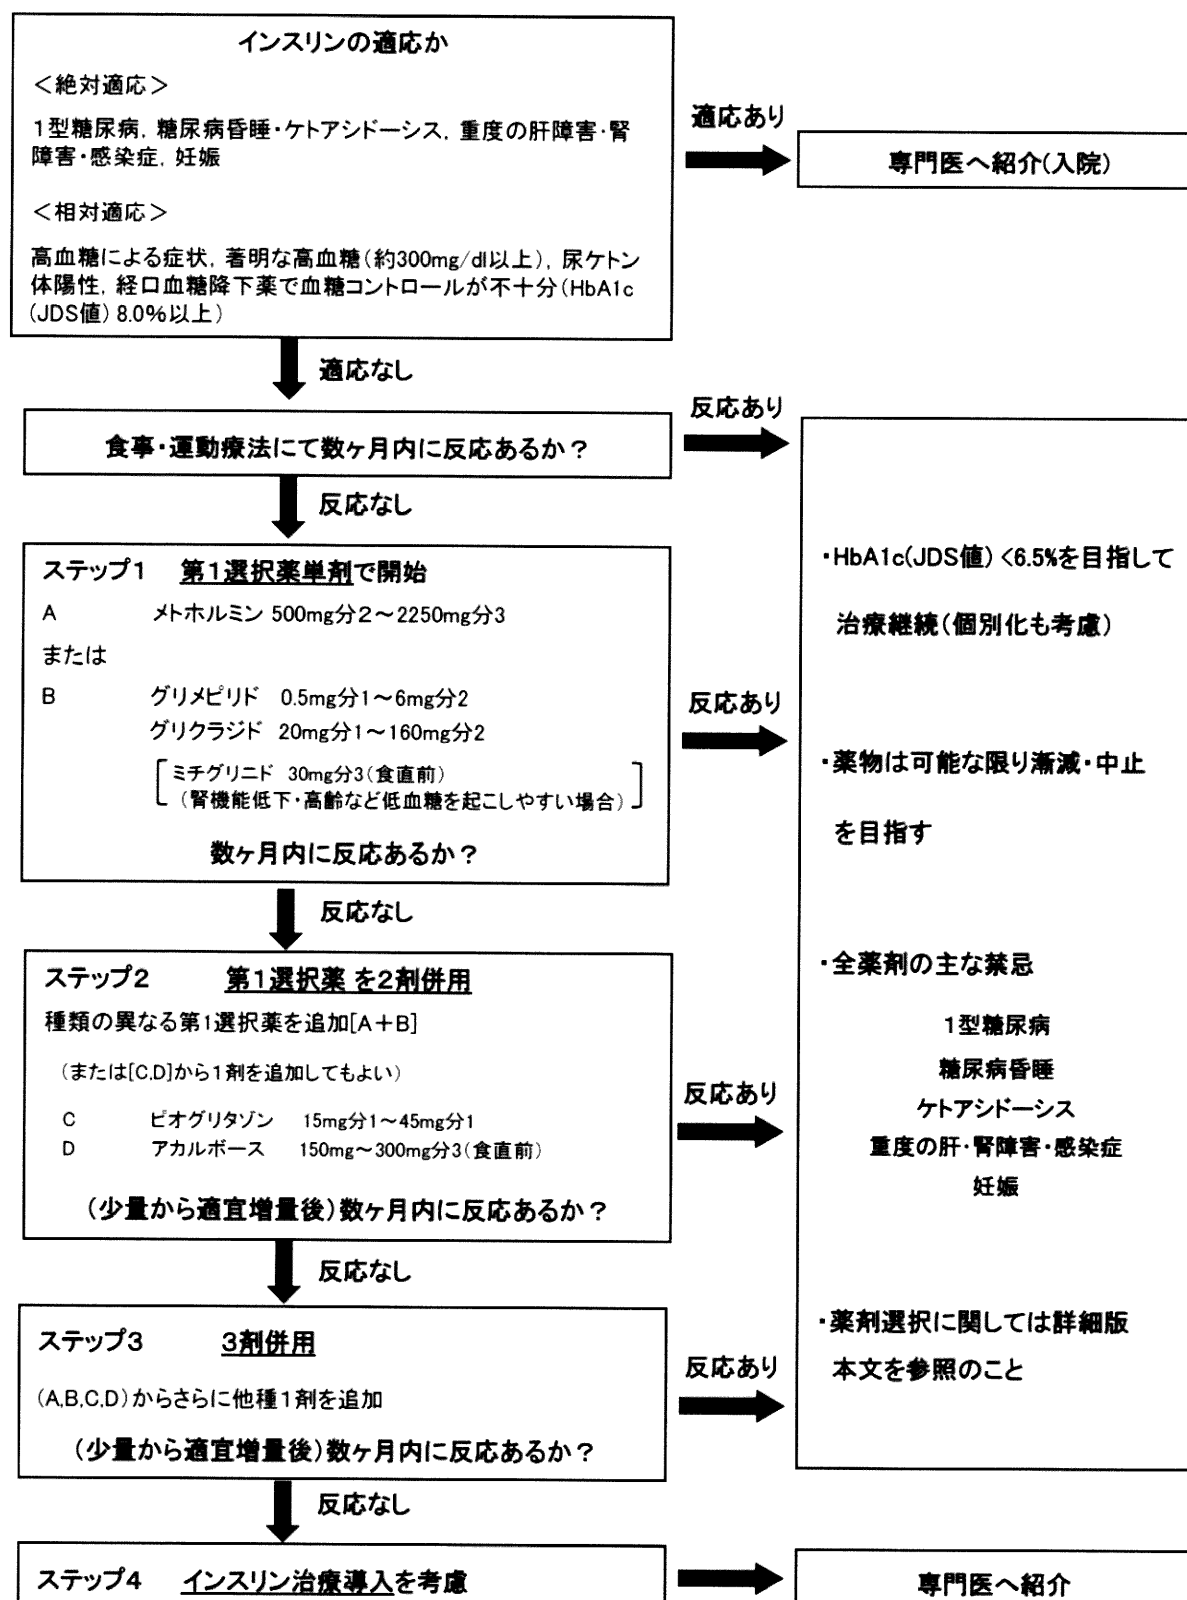 インスリンの適応か
＜絶対適応＞
1型糖尿病，糖尿病昏睡・ケトアシドーシス，重度の肝障害・腎
障害・感染症，妊娠
＜相対適応＞
高血糖による症状，著明な高血糖（約300mg/dl以上），尿ケトン
体陽性，経口血糖降下薬で血糖コントロールが不十分（HbA1c
（JDS値）8.0%以上）
適応あり
専門医へ紹介（入院）
適応なし
食事・運動療法にて数ヶ月内に反応あるか？
反応あり
反応なし
ステップ1 第1選択薬単剤で開始
A メトホルミン 500mg分2～2250mg分3
または
B グリメピリド 0.5mg分1～6mg分2
グリクラジド 20mg分1～160mg分2
［ミチグリニド 30mg分3（食直前）
（腎機能低下・高齢など低血糖を起こしやすい場合）］
数ヶ月内に反応あるか？
反応あり
反応なし
ステップ2 第1選択薬 を2剤併用
種類の異なる第1選択薬を追加[A＋B]
（または[C,D]から1剤を追加してもよい）
C ピオグリタゾン 15mg分1～45mg分1
D アカルボース 150mg～300mg分3（食直前）
（少量から適宜増量後）数ヶ月内に反応あるか？
反応あり
反応なし
ステップ3 3剤併用
（A,B,C,D）からさらに他種1剤を追加
（少量から適宜増量後）数ヶ月内に反応あるか？
反応あり
反応なし
ステップ4 インスリン治療導入を考慮
専門医へ紹介
・HbA1c(JDS値) <6.5%を目指して
治療継続（個別化も考慮）
・薬物は可能な限り漸減・中止
を目指す
・全薬剤の主な禁忌
1型糖尿病
糖尿病昏睡
ケトアシドーシス
重度の肝・腎障害・感染症
妊娠
・薬剤選択に関しては詳細版
本文を参照のこと